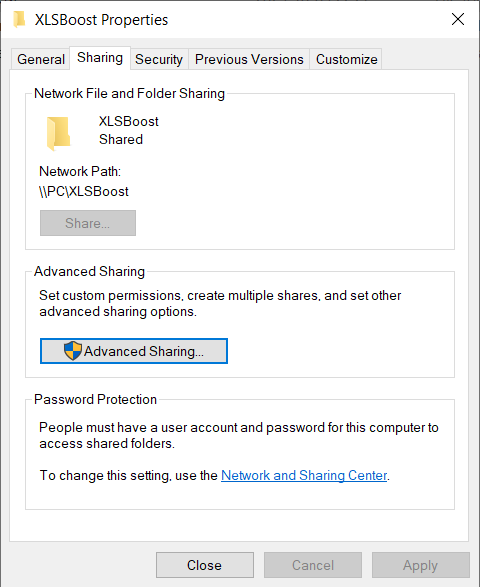 XLSBoost Properties
General
Sharing
Security
Previous Versions
Customize
Network File and Folder Sharing
XLSBoost
Shared
Network Path:
\\PC\XLSBoost
Share...
Advanced Sharing
Set custom permissions, create multiple shares, and set other
advanced sharing options.
Advanced Sharing...
Password Protection
People must have a user account and password for this computer to
access shared folders.
To change this setting, use the Network and Sharing Center.
Close
Cancel
Apply